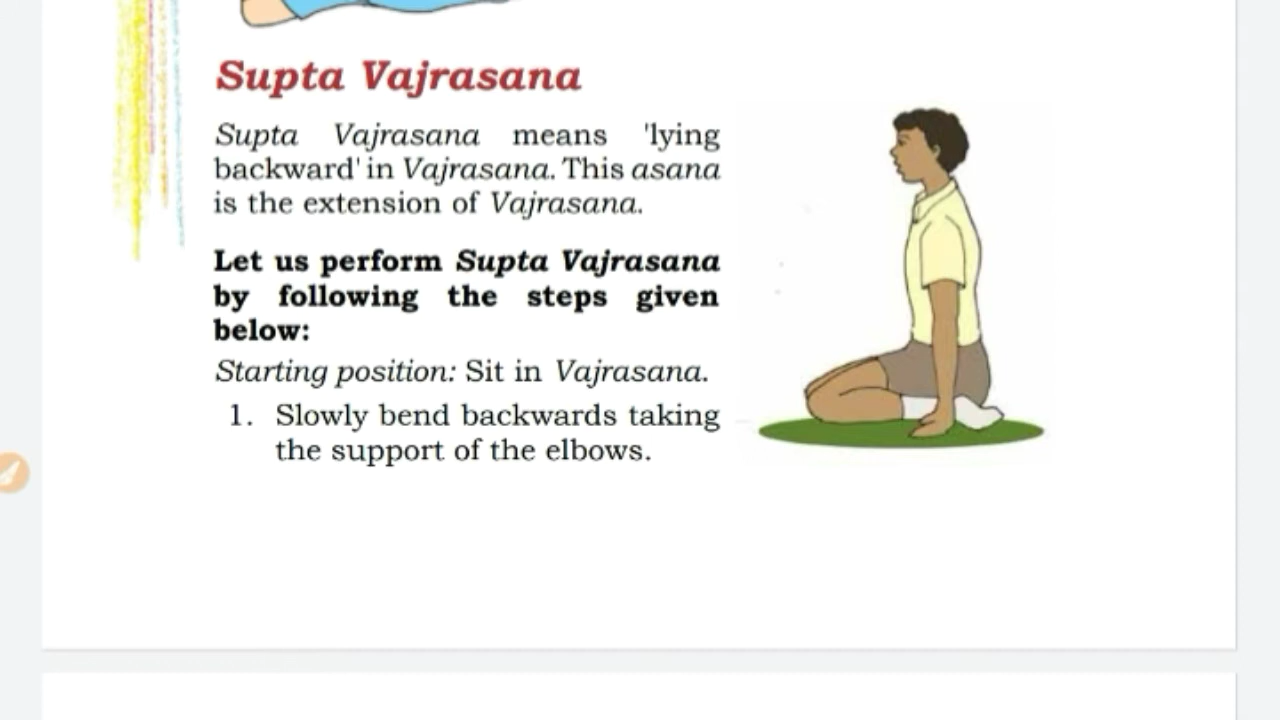 Supta Vajrasana
Supta Vajrasana means 'lying
backward' in Vajrasana. This asana
is the extension of Vajrasana.
Let us perform Supta Vajrasana
by following the steps given
below:
Starting position: Sit in Vajrasana.
1. Slowly bend backwards taking
the support of the elbows.